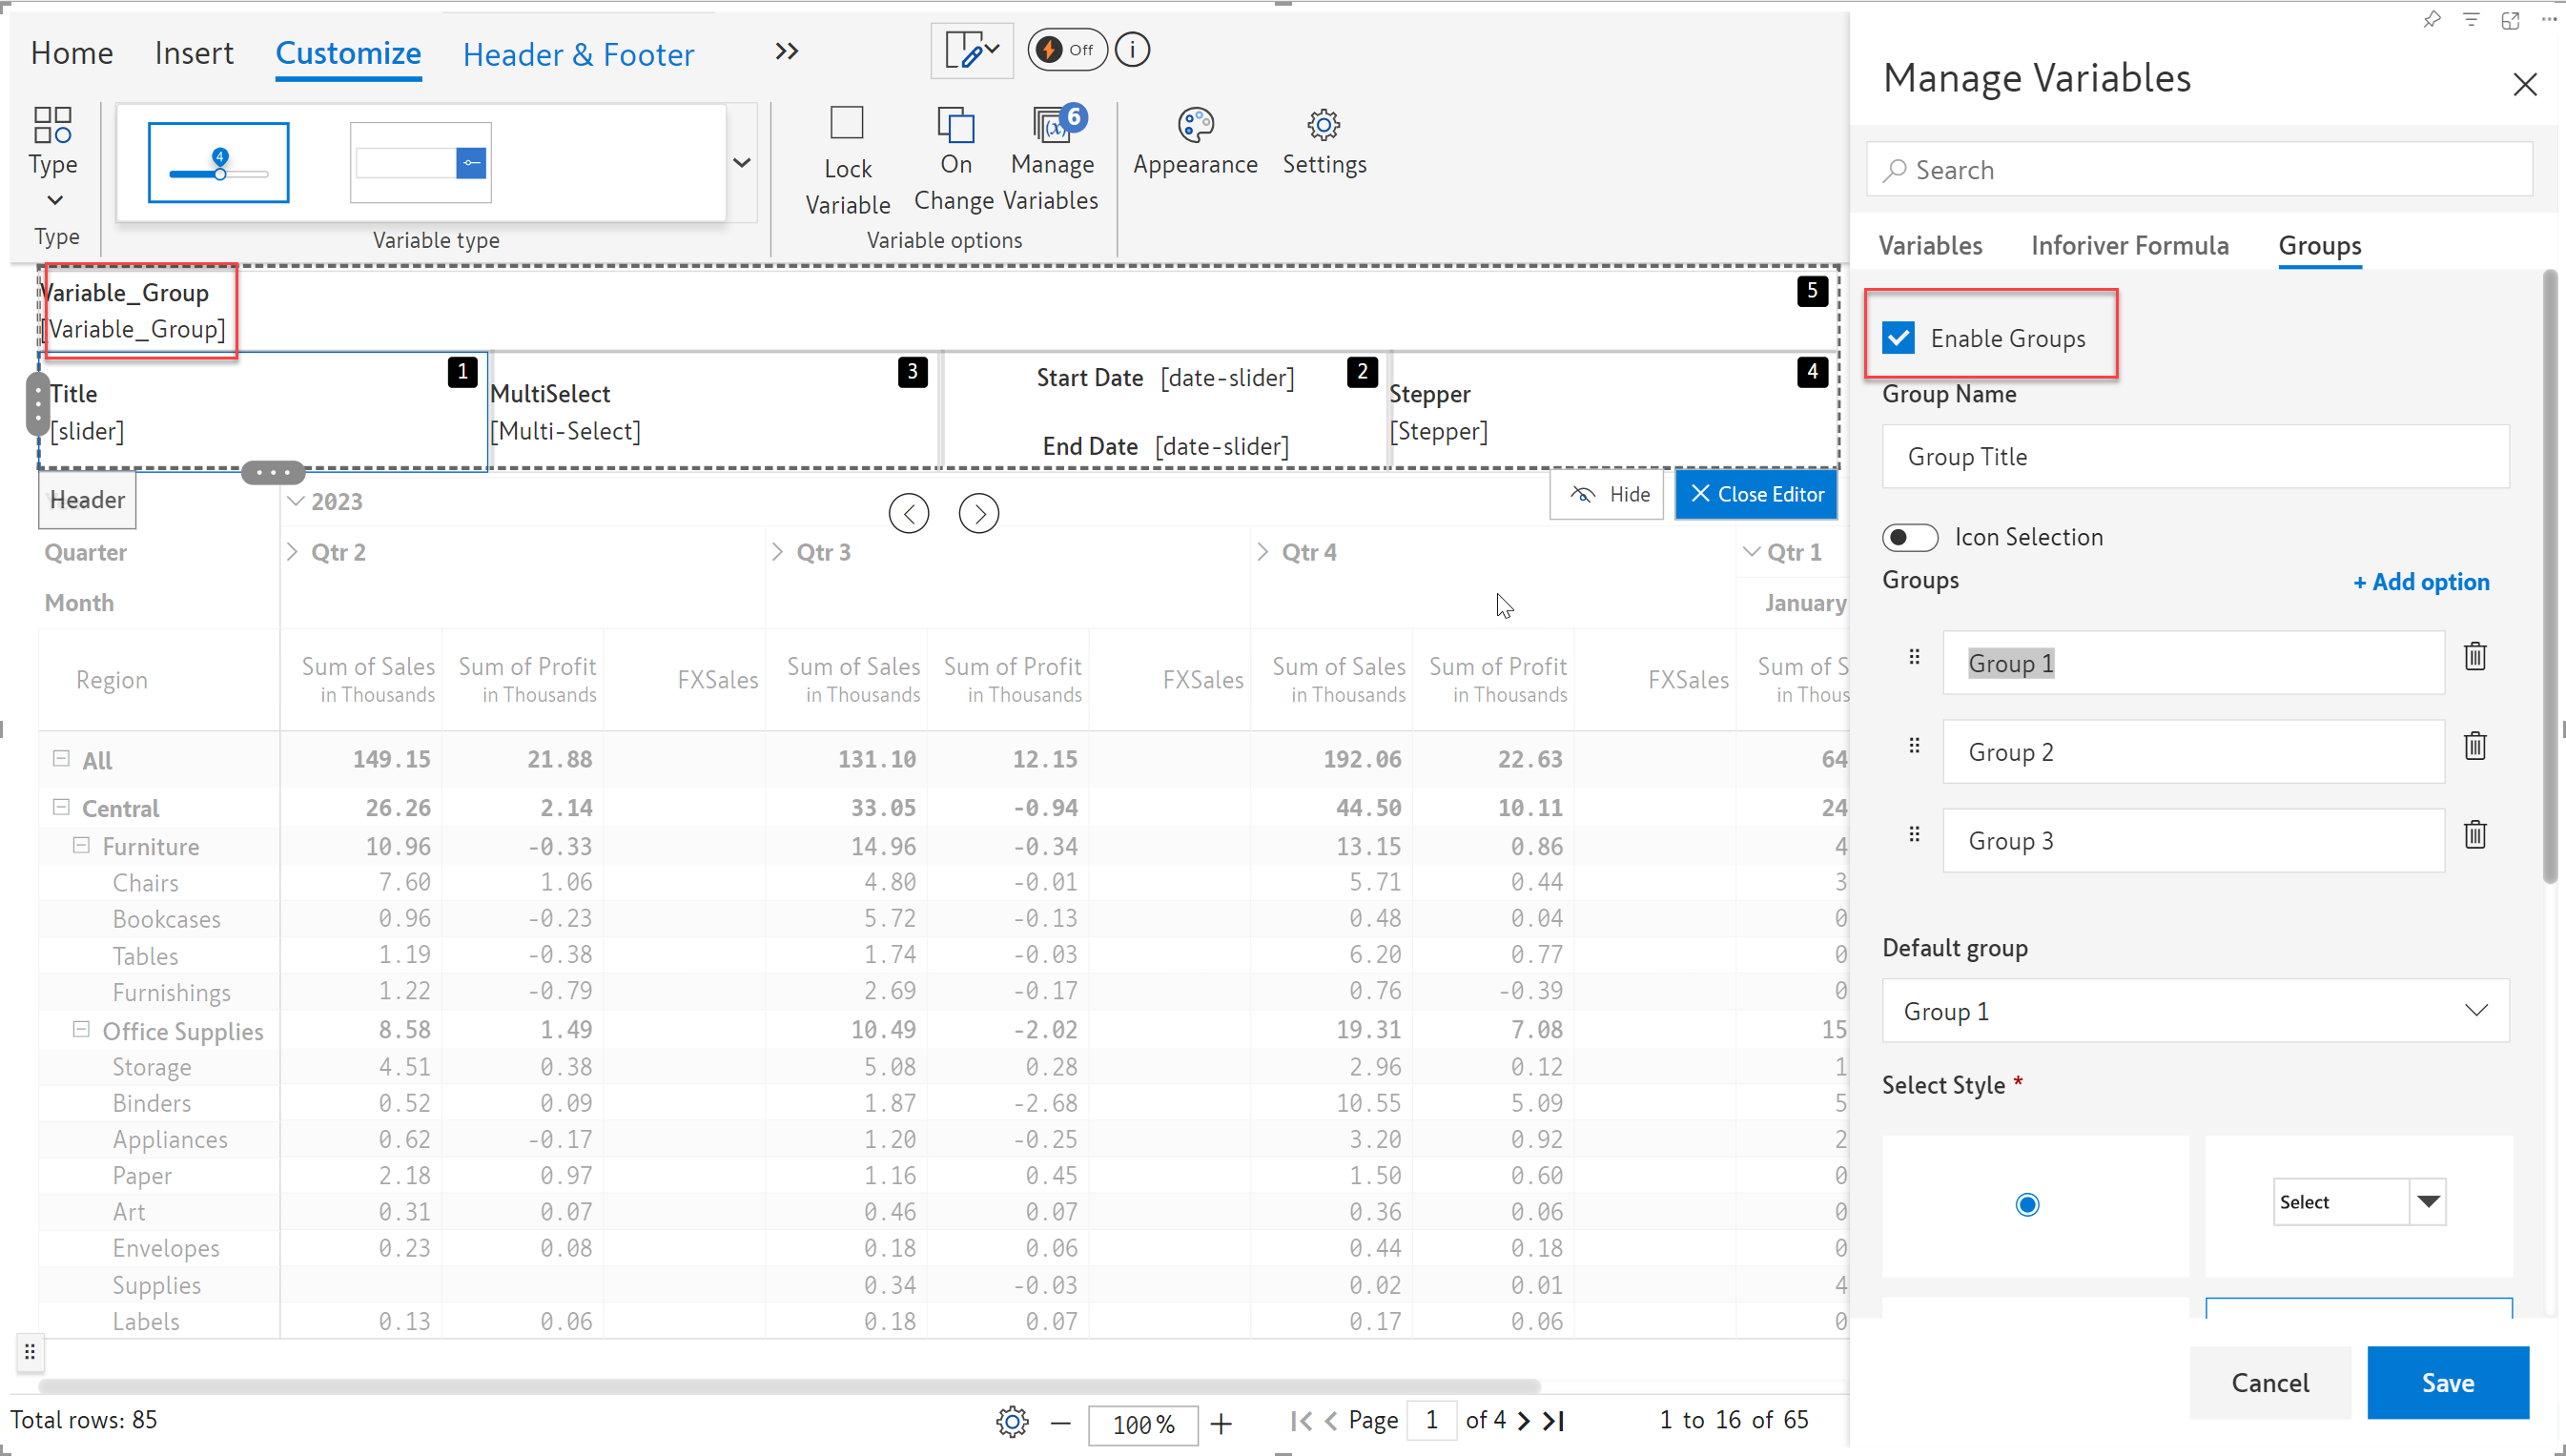 Home Insert Customize Header & Footer Off
4 6
Type Lock On Manage Appearance Settings
Variable Change Variables
Type Variable type Variable options
Variable_Group 5
[Variable_Group]
Title 1 MultiSelect 3 Start Date [date-slider] 2 Stepper 4
[slider] [Multi-Select] End Date [date-slider] [Stepper]
Header 2023 Hide Close Editor
Quarter Qtr 2 Qtr 3 Qtr 4 Qtr 1
Month January
Region Sum of Sales Sum of Profit FXSales Sum of Sales Sum of Profit FXSales Sum of Sales Sum of Profit FXSales Sum of S
in Thousands in Thousands in Thousands in Thousands in Thousands in Thousands in Thous
All 149.15 21.88 131.10 12.15 192.06 22.63 64
Central 26.26 2.14 33.05 -0.94 44.50 10.11 24
Furniture 10.96 -0.33 14.96 -0.34 13.15 0.86 4
Chairs 7.60 1.06 4.80 -0.01 5.71 0.44 3
Bookcases 0.96 -0.23 5.72 -0.13 0.48 0.04 0
Tables 1.19 -0.38 1.74 -0.03 6.20 0.77 0
Furnishings 1.22 -0.79 2.69 -0.17 0.76 -0.39 0
Office Supplies 8.58 1.49 10.49 -2.02 19.31 7.08 15
Storage 4.51 0.38 5.08 0.28 2.96 0.12 1
Binders 0.52 0.09 1.87 -2.68 10.55 5.09 5
Appliances 0.62 -0.17 1.20 -0.25 3.20 0.92 2
Paper 2.18 0.97 1.16 0.45 1.50 0.60 0
Art 0.31 0.07 0.46 0.07 0.36 0.06 0
Envelopes 0.23 0.08 0.18 0.06 0.44 0.18 0
Supplies 0.34 -0.03 0.02 0.01 4
Labels 0.13 0.06 0.18 0.07 0.17 0.06 0
Total rows: 85 100% Page 1 of 4 1 to 16 of 65
Manage Variables
Search
Variables Inforiver Formula Groups
Enable Groups
Group Name
Group Title
Icon Selection
Groups + Add option
Group 1
Group 2
Group 3
Default group
Group 1
Select Style *
Select
Cancel Save